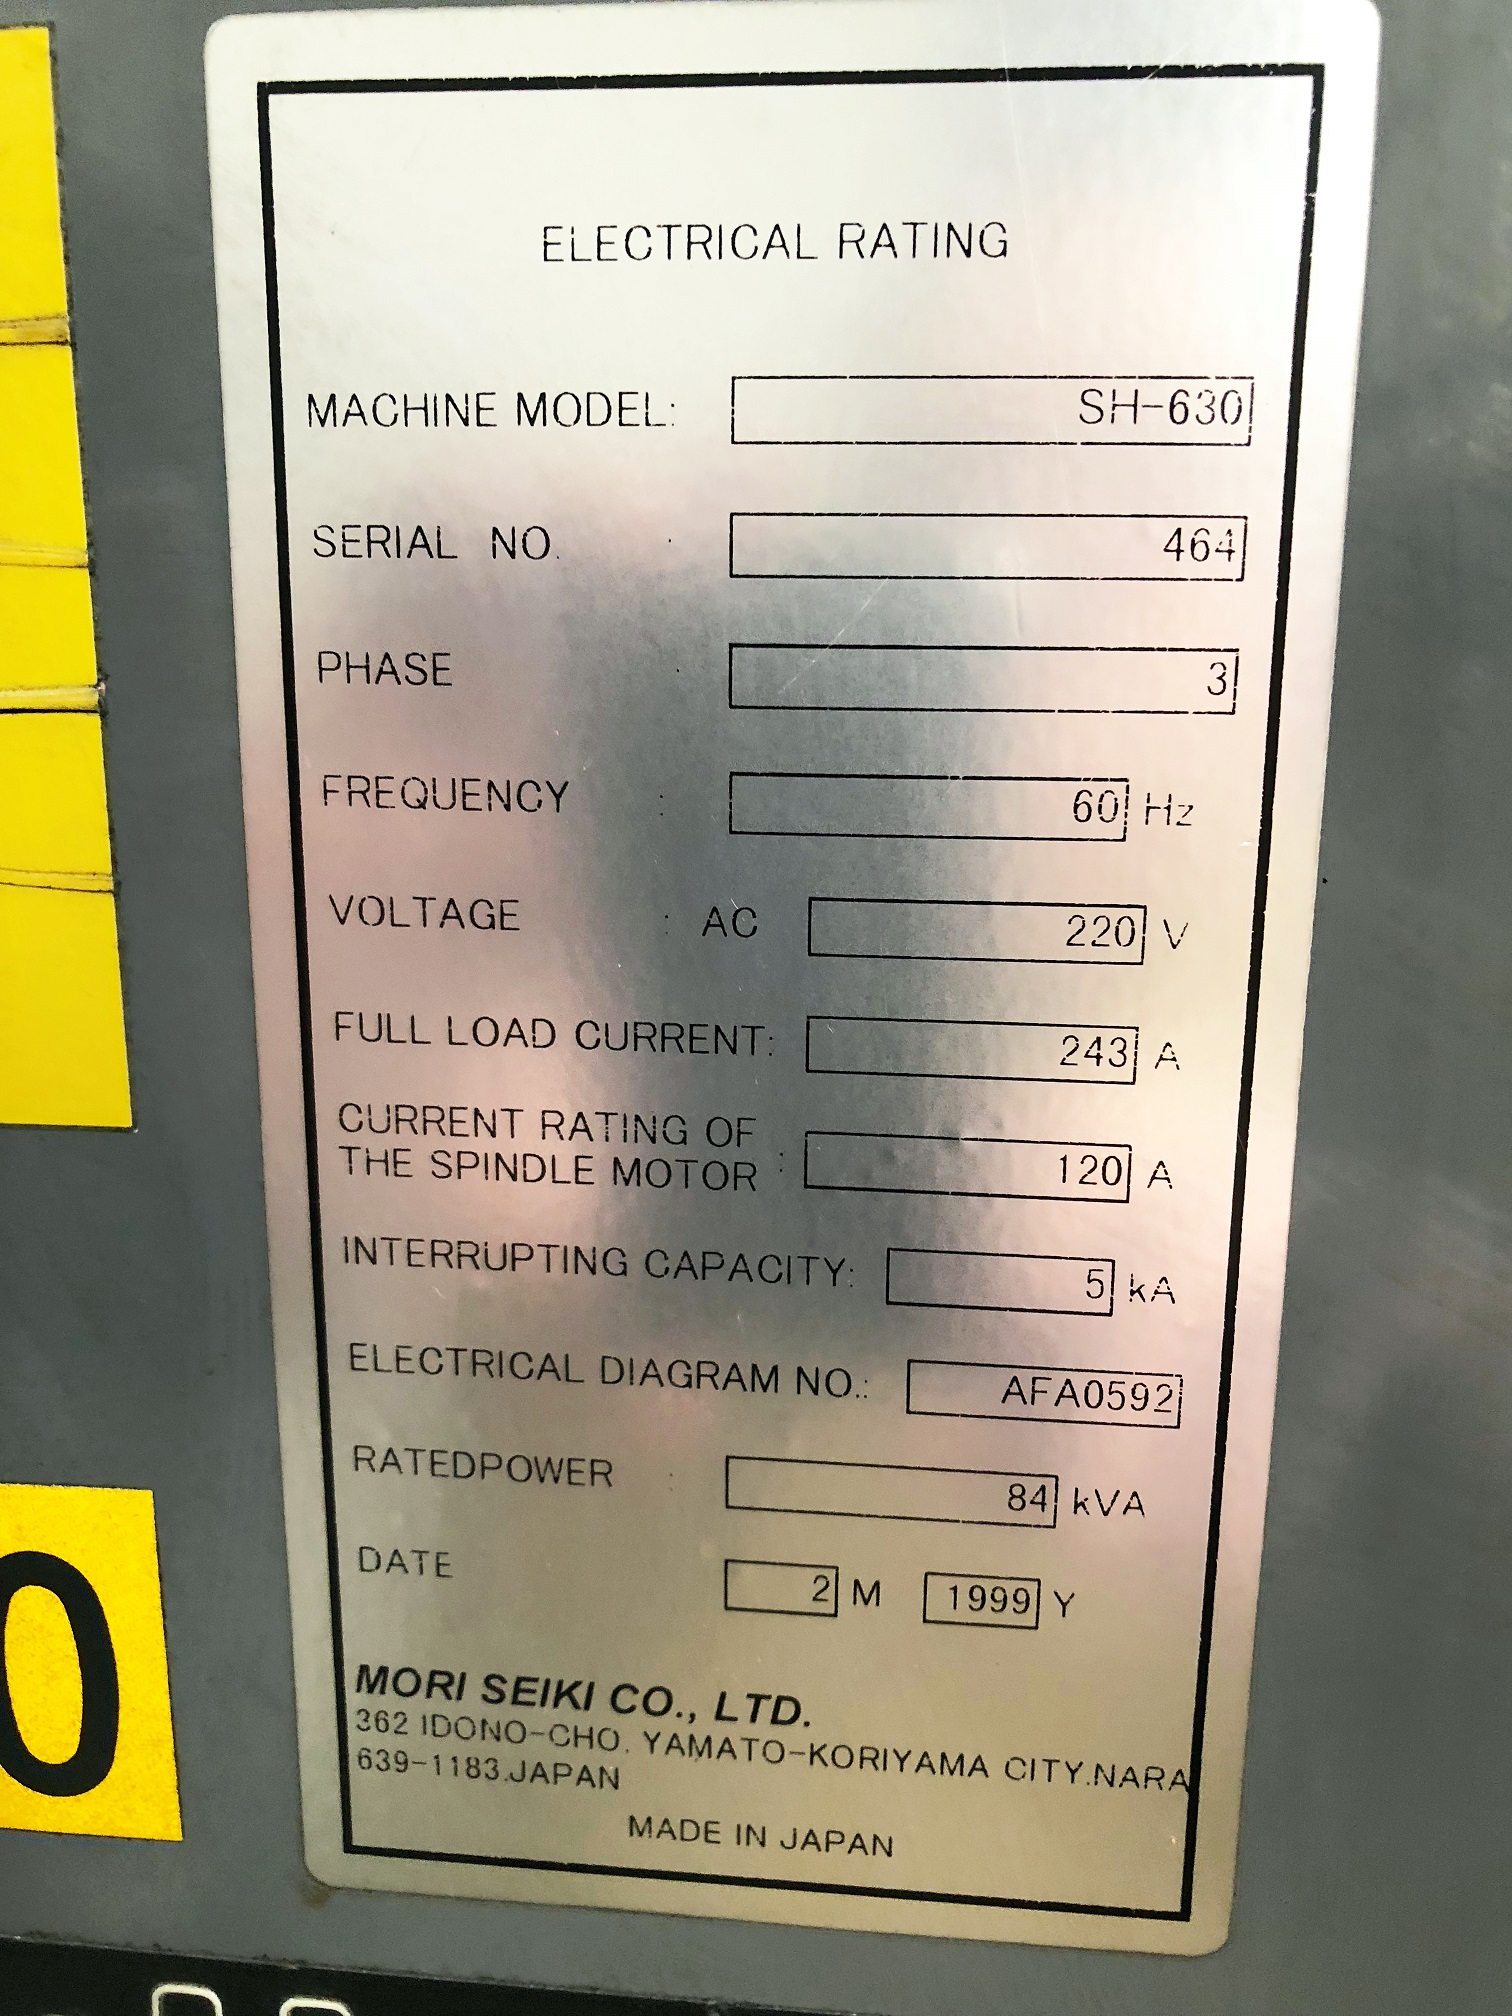 ELECTRICAL RATING
MACHINE MODEL: SH-630
SERIAL NO. : 464
PHASE : 3
FREQUENCY : 60 Hz
VOLTAGE : AC 220 V
FULL LOAD CURRENT: 243 A
CURRENT RATING OF
THE SPINDLE MOTOR : 120 A
INTERRUPTING CAPACITY: 5 kA
ELECTRICAL DIAGRAM NO.: AFA0592
RATEDPOWER : 84 kVA
DATE 2 M 1999 Y
MORI SEIKI CO., LTD.
362 IDONO-CHO. YAMATO-KORIYAMA CITY.NARA
639-1183.JAPAN
MADE IN JAPAN
0